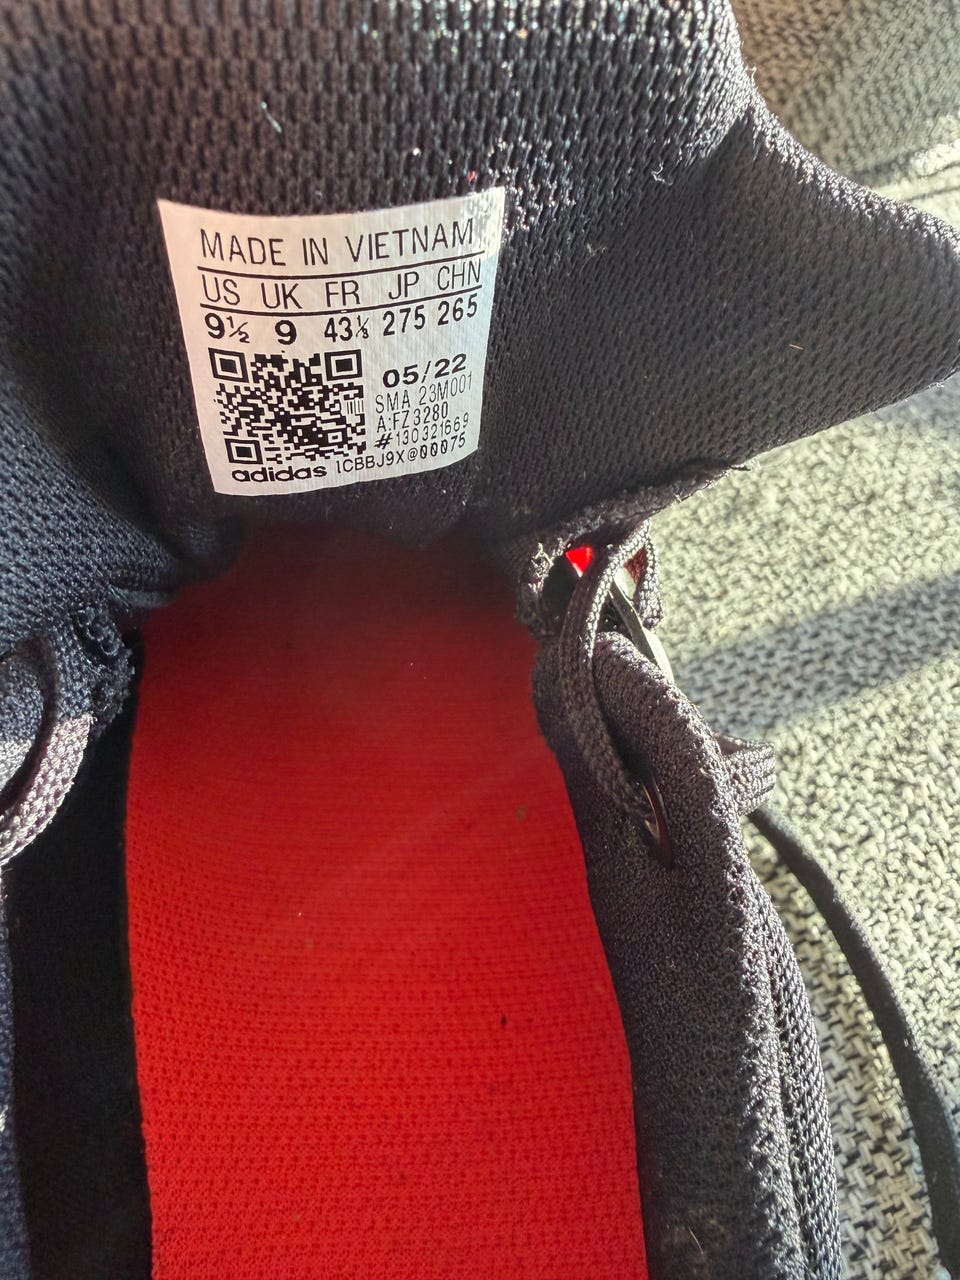 MADE IN VIETNAM
US UK FR JP CHN
9½ 9 43⅓ 275 265
05/22
SMA 23M001
A:FZ3280
#130321669
adidas 1CBBJ9X@00075